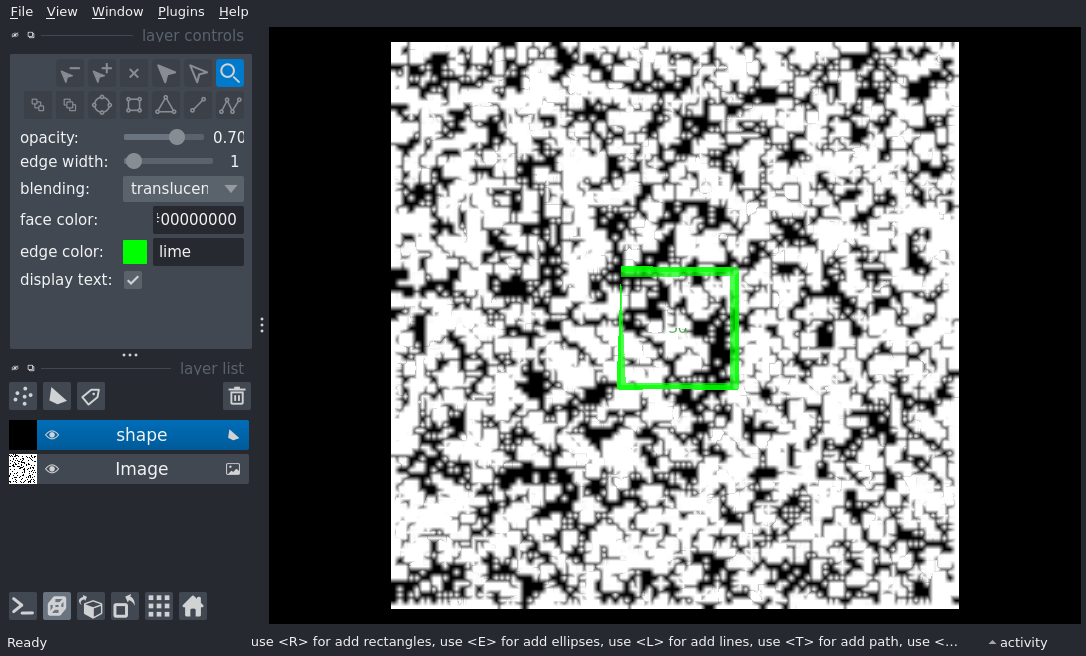 File View Window Plugins Help
layer controls
opacity: 0.70
edge width: 1
blending: translucen
face color: 00000000
edge color: lime
display text:
layer list
shape
Image
Ready
use <R> for add rectangles, use <E> for add ellipses, use <L> for add lines, use <T> for add path, use <...
activity